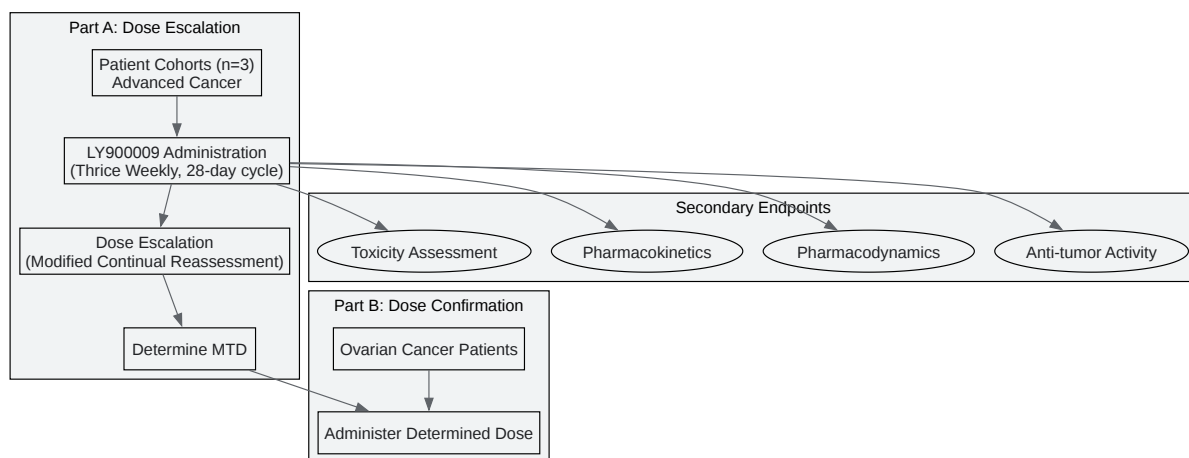 Part A: Dose Escalation
Patient Cohorts (n=3)
Advanced Cancer
LY900009 Administration
(Thrice Weekly, 28-day cycle)
Dose Escalation
(Modified Continual Reassessment)
Determine MTD
Secondary Endpoints
Toxicity Assessment
Pharmacokinetics
Pharmacodynamics
Anti-tumor Activity
Part B: Dose Confirmation
Ovarian Cancer Patients
Administer Determined Dose